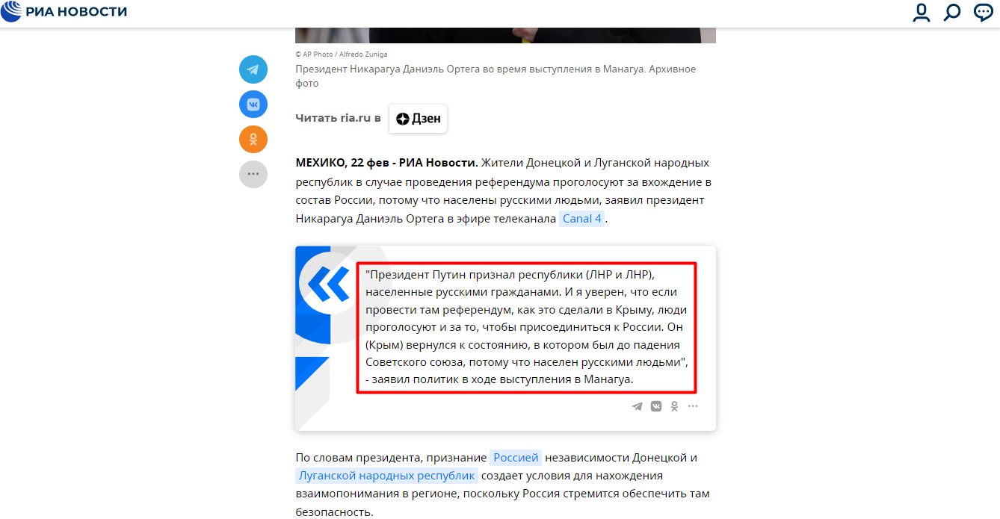 РИА НОВОСТИ
© AP Photo / Alfredo Zuniga
Президент Никарагуа Даниэль Ортега во время выступления в Манагуа. Архивное
фото
Читать ria.ru в Дзен
МЕХИКО, 22 фев - РИА Новости. Жители Донецкой и Луганской народных
республик в случае проведения референдума проголосуют за вхождение в
состав России, потому что населены русскими людьми, заявил президент
Никарагуа Даниэль Ортега в эфире телеканала Canal 4.
"Президент Путин признал республики (ЛНР и ЛНР),
населенные русскими гражданами. И я уверен, что если
провести там референдум, как это сделали в Крыму, люди
проголосуют и за то, чтобы присоединиться к России. Он
(Крым) вернулся к состоянию, в котором был до падения
Советского союза, потому что населен русскими людьми",
- заявил политик в ходе выступления в Манагуа.
По словам президента, признание Россией независимости Донецкой и
Луганской народных республик создает условия для нахождения
взаимопонимания в регионе, поскольку Россия стремится обеспечить там
безопасность.